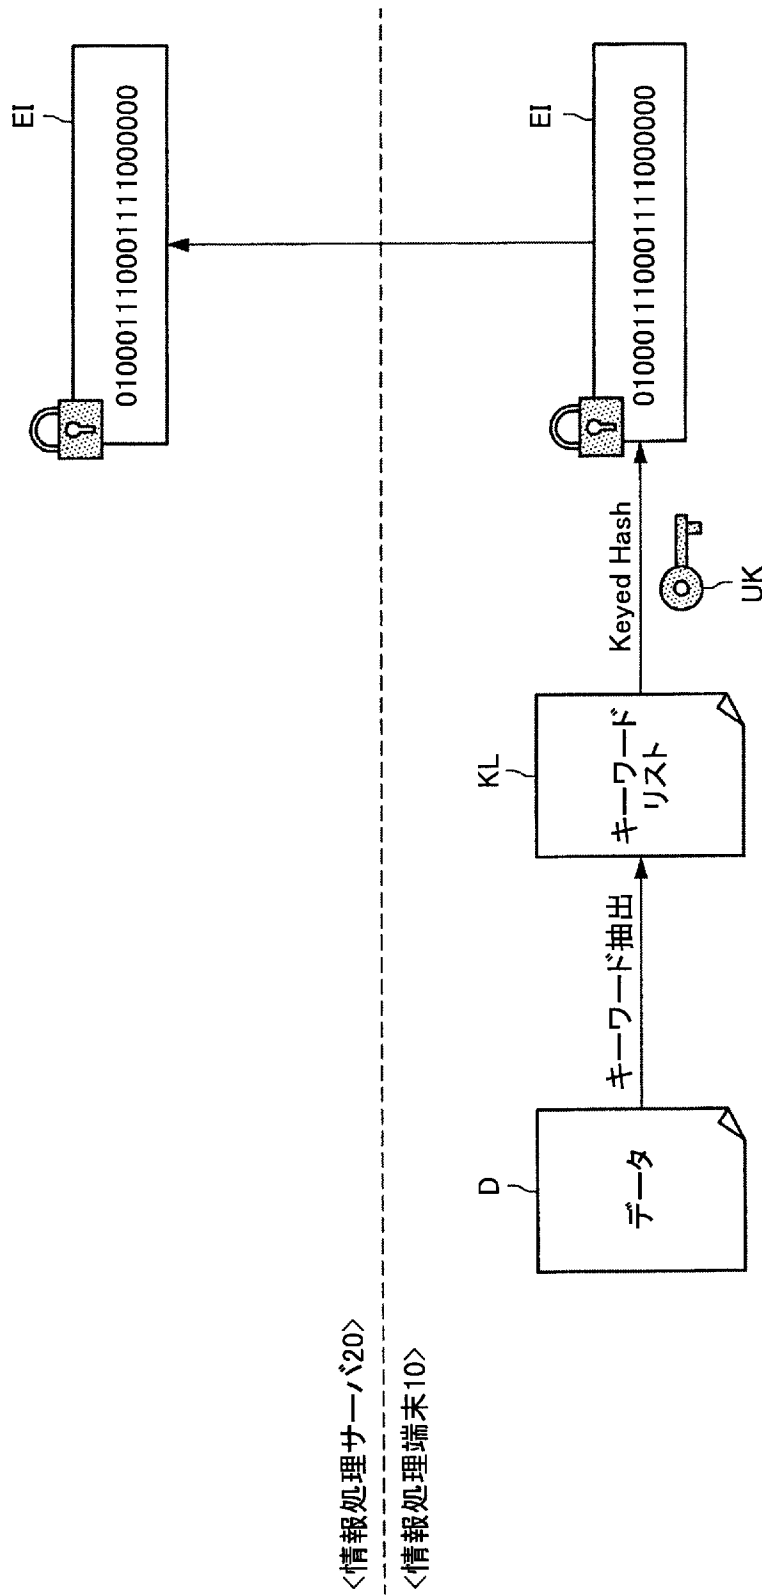 <情報処理サーバ20>
EI
010001110001111000000
<情報処理端末10>
D
データ
キーワード抽出
KL
キーワード
リスト
Keyed Hash
UK
EI
010001110001111000000